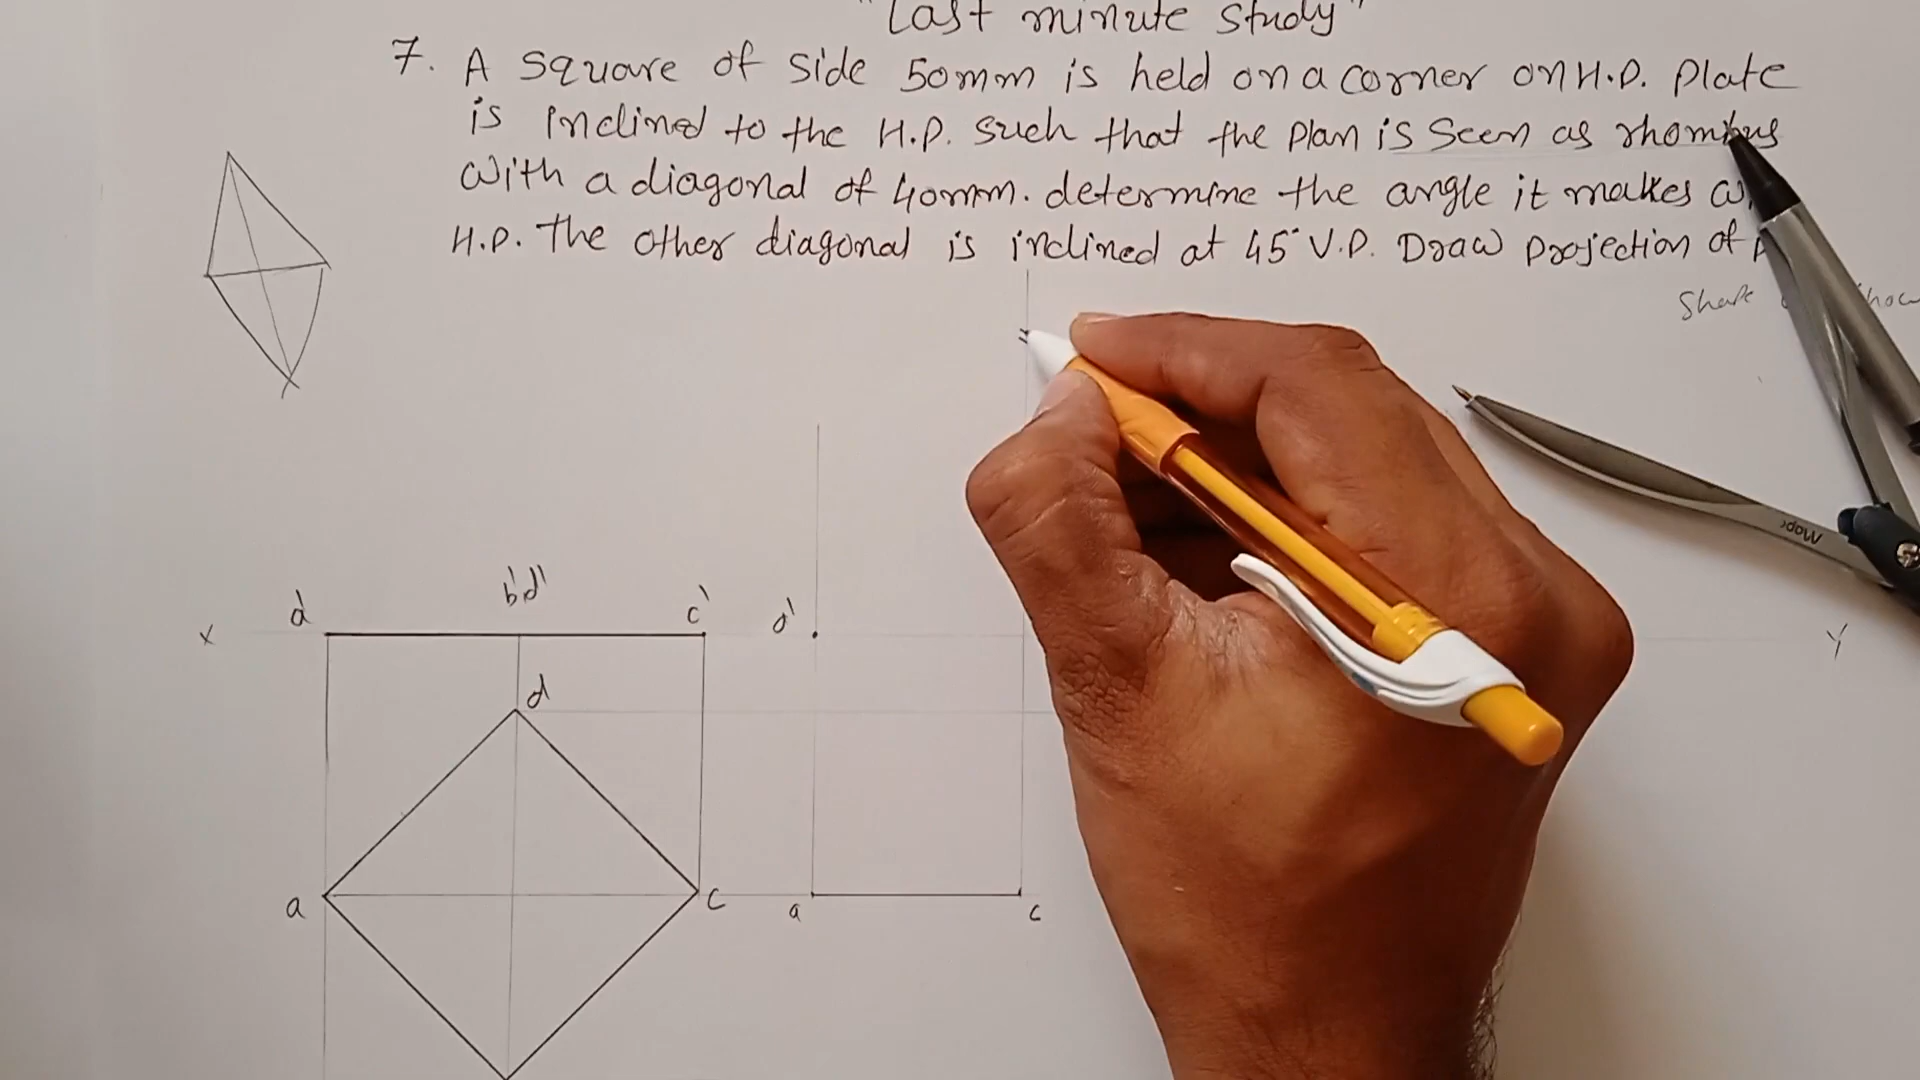 "Last minute study"
7. A square of side 50mm is held on a corner on H.P. Plate
is inclined to the H.P. such that the plan is seen as rhombus
with a diagonal of 40mm. determine the angle it makes
H.P. The other diagonal is inclined at 45° V.P. Draw Projection of
d'
b'd'
c'
X
Y
d
a
c
a
c
Mapd